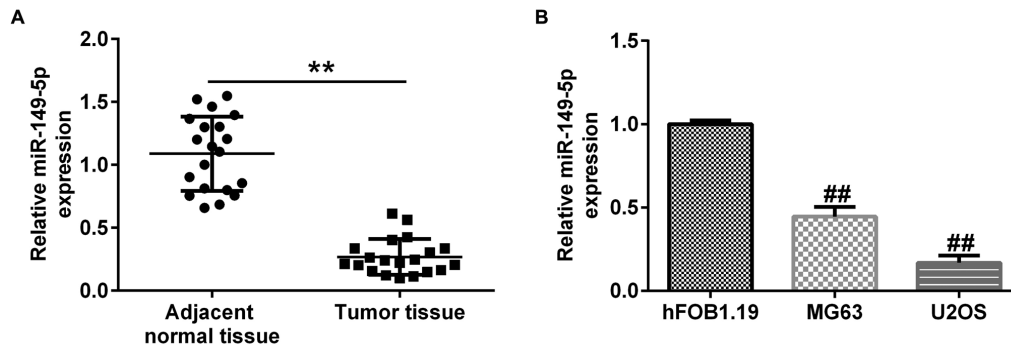 A
Relative miR-149-5p
expression
2.0
1.5
1.0
0.5
0.0
**
Adjacent
normal tissue
Tumor tissue
B
Relative miR-149-5p
expression
1.5
1.0
0.5
0.0
##
##
hFOB1.19
MG63
U2OS